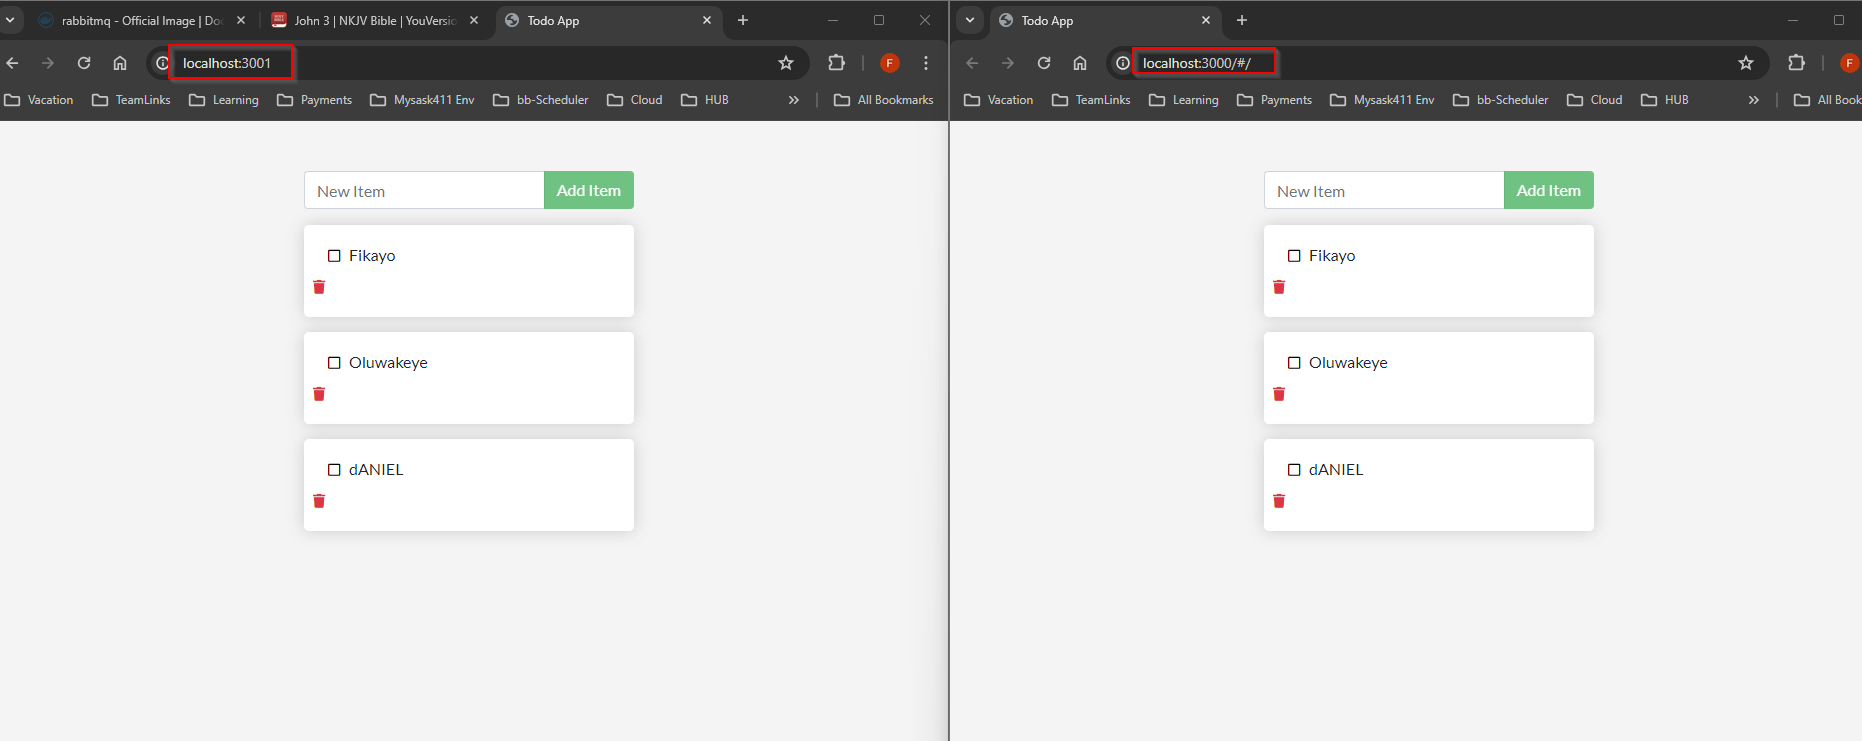 rabbitmq - Official Image | Doc
John 3 | NKJV Bible | YouVersio
Todo App
localhost:3001
F
Vacation
TeamLinks
Learning
Payments
Mysask411 Env
bb-Scheduler
Cloud
HUB
All Bookmarks
New Item
Add Item
Fikayo
Oluwakeye
dANIEL
Todo App
localhost:3000/#/
F
Vacation
TeamLinks
Learning
Payments
Mysask411 Env
bb-Scheduler
Cloud
HUB
All Book
New Item
Add Item
Fikayo
Oluwakeye
dANIEL